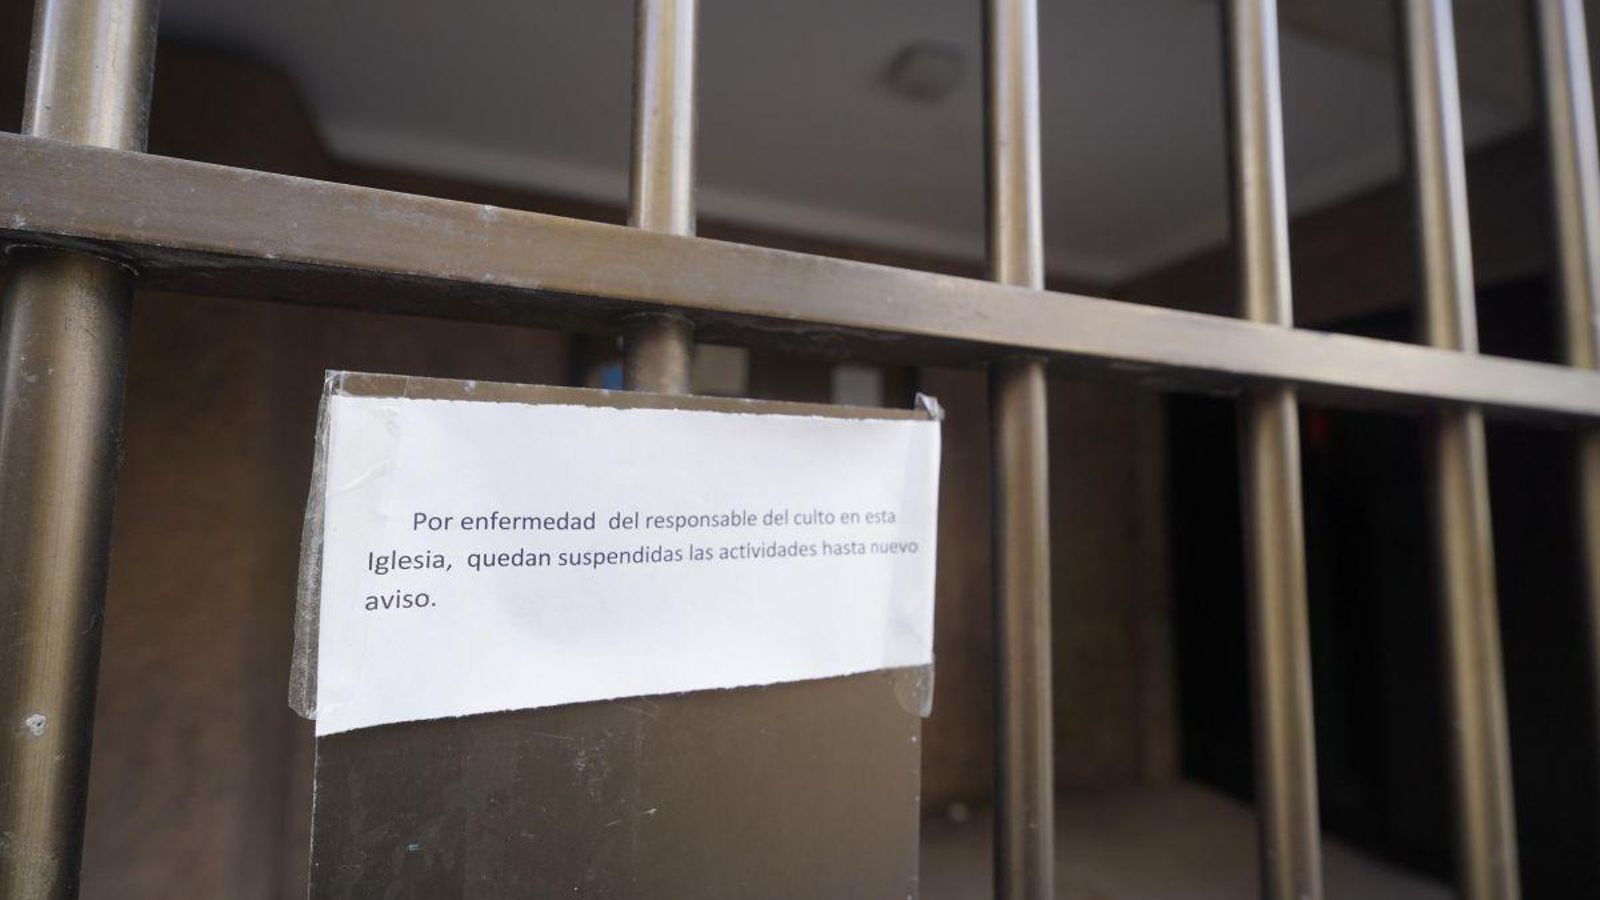 Por enfermedad del responsable del culto en esta
Iglesia, quedan suspendidas las actividades hasta nuevo
aviso.